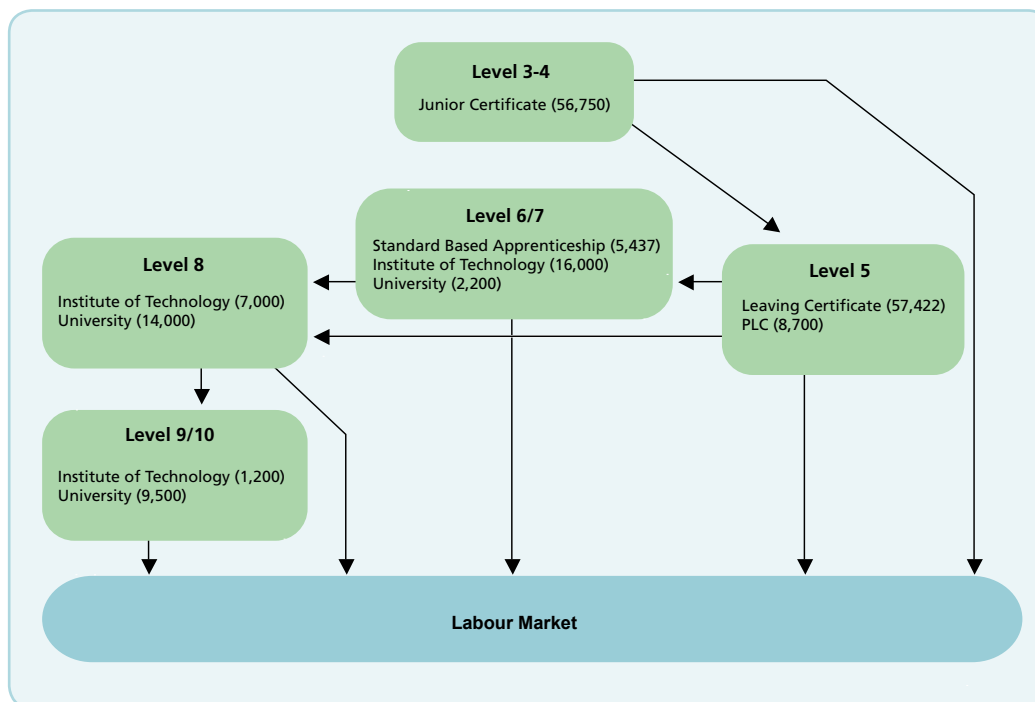 Level 3-4
Junior Certificate (56,750)
Level 6/7
Standard Based Apprenticeship (5,437)
Institute of Technology (16,000)
University (2,200)
Level 8
Institute of Technology (7,000)
University (14,000)
Level 5
Leaving Certificate (57,422)
PLC (8,700)
Level 9/10
Institute of Technology (1,200)
University (9,500)
Labour Market